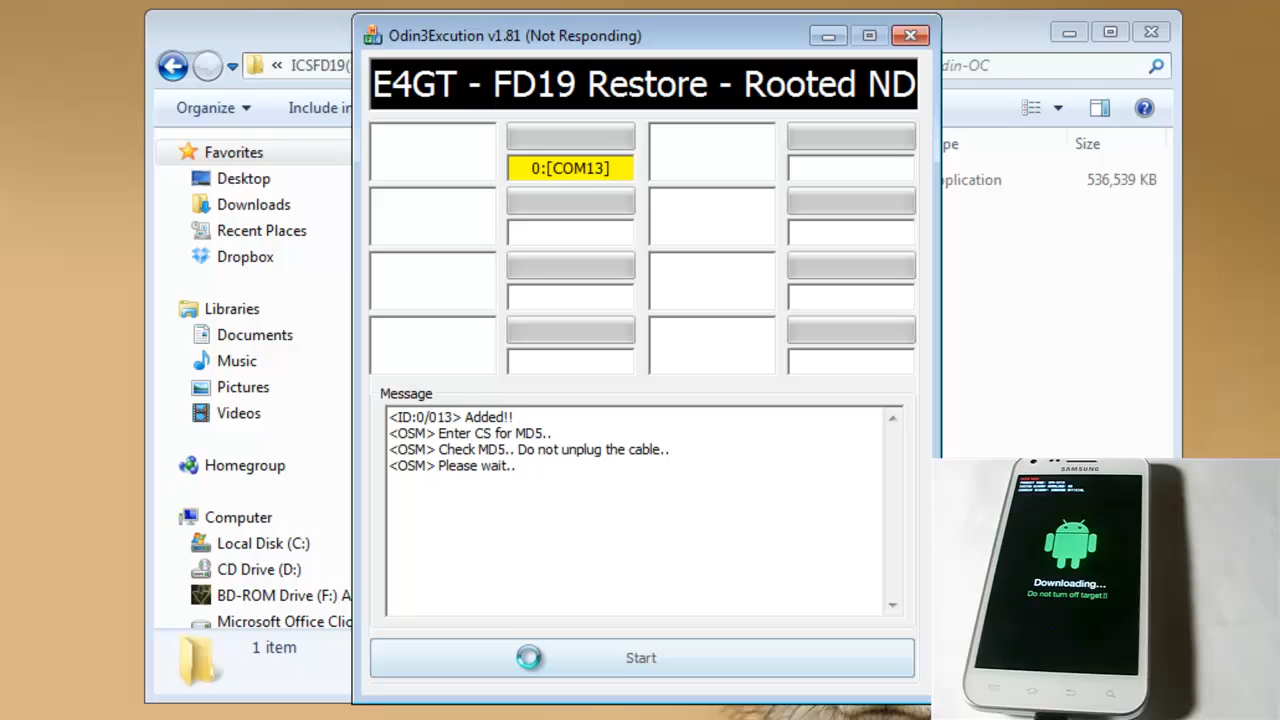 Odin3Excution v1.81 (Not Responding)
« ICSFD19(
din-OC
E4GT - FD19 Restore - Rooted ND
Organize
Include in
0:[COM13]
pe
Size
plication
536,539 KB
Favorites
Desktop
Downloads
Recent Places
Dropbox
Libraries
Documents
Music
Pictures
Videos
Homegroup
Computer
Local Disk (C:)
CD Drive (D:)
BD-ROM Drive (F:) A
Microsoft Office Clic
1 item
Message
<ID:0/013> Added!!
<OSM> Enter CS for MD5..
<OSM> Check MD5.. Do not unplug the cable..
<OSM> Please wait..
Start
SAMSUNG
Downloading...
Do not turn off target!!